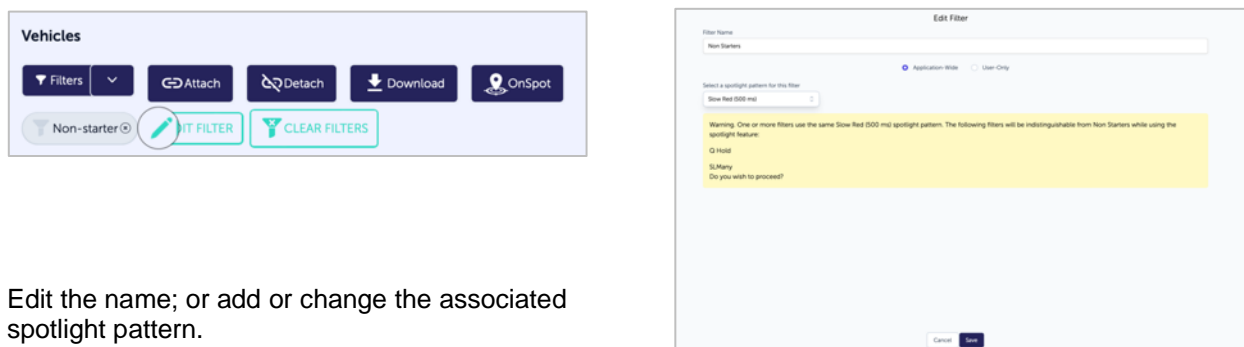 Vehicles
Filters Attach Detach Download OnSpot
Non-starter IT FILTER CLEAR FILTERS
Edit the name; or add or change the associated
spotlight pattern.
Edit Filter
Filter Name
Non Starters
Application-Wide User-Only
Select a spotlight pattern for this filter
Slow Red (500 ms)
Warning. One or more filters use the same Slow Red (500 ms) spotlight pattern. The following filters will be indistinguishable from Non Starters while using the
spotlight feature:
Q Hold
SLMany
Do you wish to proceed?
Cancel Save